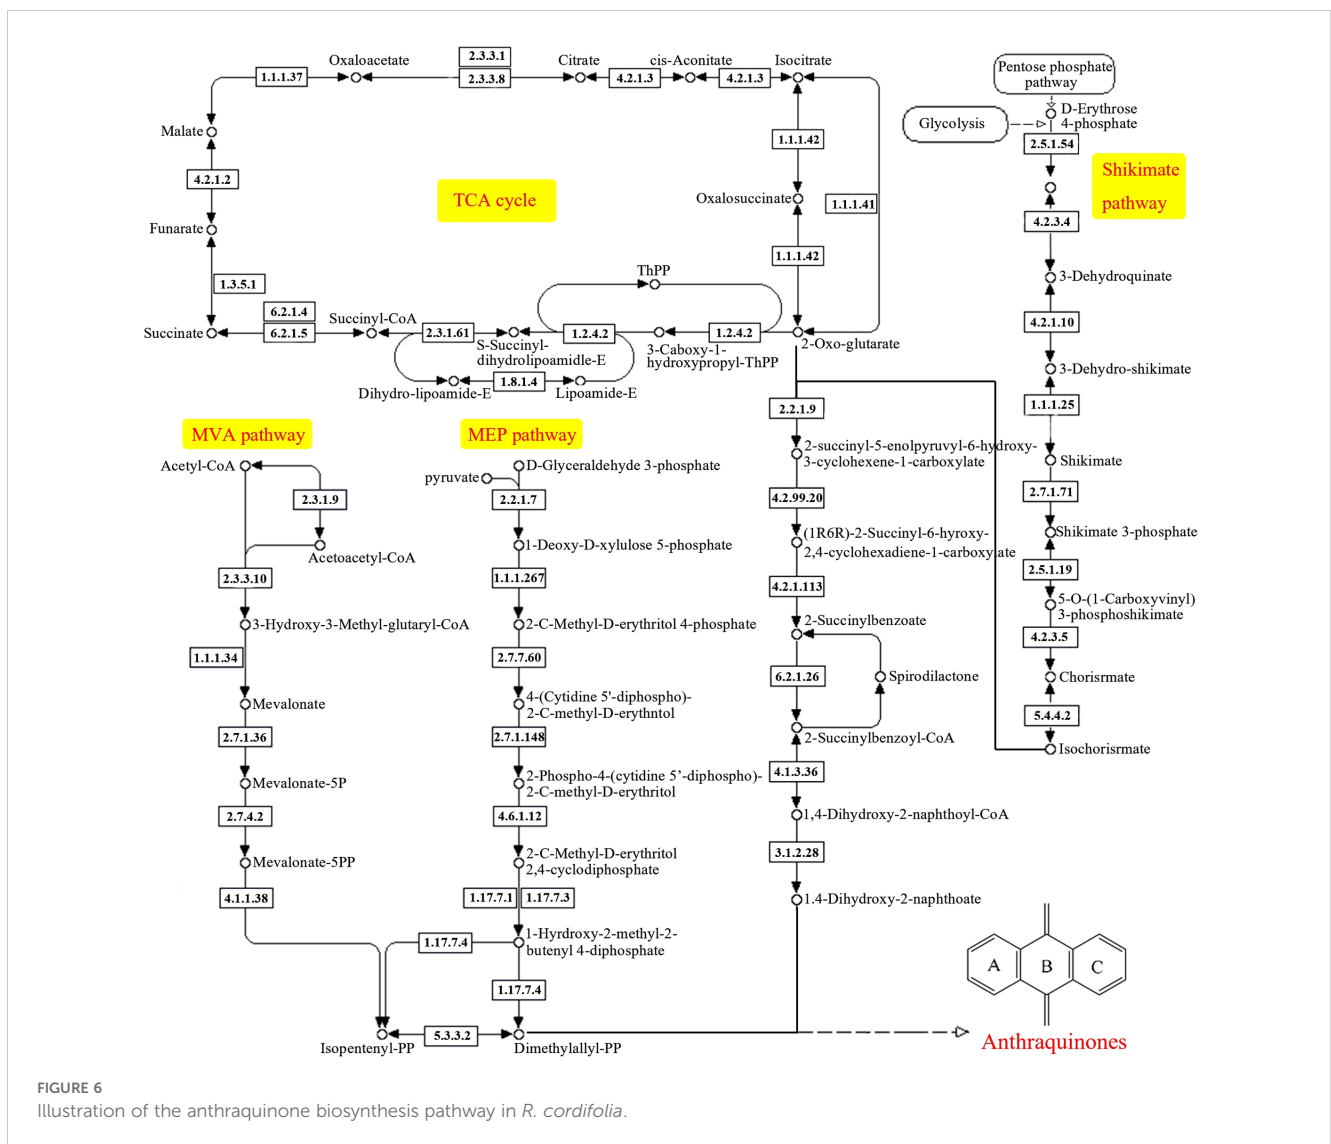 Oxaloacetate
2.3.3.1
2.3.3.8
Citrate
cis-Aconitate
Isocitrate
1.1.1.37
4.2.1.3
4.2.1.3
Malate
4.2.1.2
Funarate
1.3.5.1
Succinate
6.2.1.4
6.2.1.5
Succinyl-CoA
2.3.1.61
S-Succinyl-
dihydrolipoamidle-E
1.2.4.2
ThPP
3-Caboxy-1-
hydroxypropyl-ThPP
1.2.4.2
2-Oxo-glutarate
Dihydro-lipoamide-E
1.8.1.4
Lipoamide-E
1.1.1.42
Oxalosuccinate
1.1.1.41
1.1.1.42
TCA cycle
Pentose phosphate
pathway
Glycolysis
D-Erythrose
4-phosphate
2.5.1.54
Shikimate
pathway
4.2.3.4
3-Dehydroquinate
4.2.1.10
3-Dehydro-shikimate
1.1.1.25
Shikimate
2.7.1.71
Shikimate 3-phosphate
2.5.1.19
5-O-(1-Carboxyvinyl)
3-phosphoshikimate
4.2.3.5
Chorisrmate
5.4.4.2
Isochorisrmate
MVA pathway
Acetyl-CoA
2.3.1.9
Acetoacetyl-CoA
2.3.3.10
3-Hydroxy-3-Methyl-glutaryl-CoA
1.1.1.34
Mevalonate
2.7.1.36
Mevalonate-5P
2.7.4.2
Mevalonate-5PP
4.1.1.38
Isopentenyl-PP
MEP pathway
D-Glyceraldehyde 3-phosphate
pyruvate
2.2.1.7
1-Deoxy-D-xylulose 5-phosphate
1.1.1.267
2-C-Methyl-D-erythritol 4-phosphate
2.7.7.60
4-(Cytidine 5'-diphospho)-
2-C-methyl-D-erythntol
2.7.1.148
2-Phospho-4-(cytidine 5’-diphospho)-
2-C-methyl-D-erythritol
4.6.1.12
2-C-Methyl-D-erythritol
2,4-cyclodiphosphate
1.17.7.1
1.17.7.3
1-Hyrdroxy-2-methyl-2-
butenyl 4-diphosphate
1.17.7.4
1.17.7.4
5.3.3.2
Dimethylallyl-PP
2.2.1.9
2-succinyl-5-enolpyruvyl-6-hydroxy-
3-cyclohexene-1-carboxylate
4.2.99.20
(1R6R)-2-Succinyl-6-hyroxy-
2,4-cyclohexadiene-1-carboxylate
4.2.1.113
2-Succinylbenzoate
6.2.1.26
Spirodilactone
2-Succinylbenzoyl-CoA
4.1.3.36
1,4-Dihydroxy-2-naphthoyl-CoA
3.1.2.28
1.4-Dihydroxy-2-naphthoate
A
B
C
Anthraquinones
FIGURE 6
Illustration of the anthraquinone biosynthesis pathway in R. cordifolia.